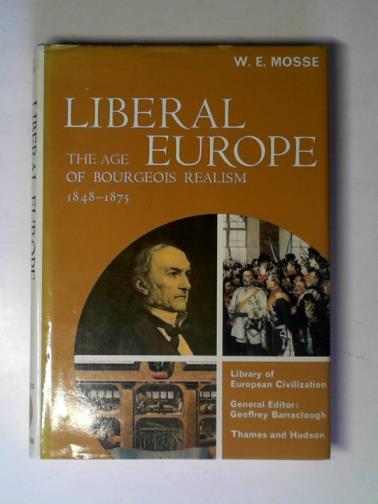 W. E. MOSSE
LIBERAL
THE AGE EUROPE
OF BOURGEOIS REALISM
1848–1875
Library of
European Civilization
General Editor:
Geoffrey Barraclough
Thames and Hudson
LIBERAL EUROPE